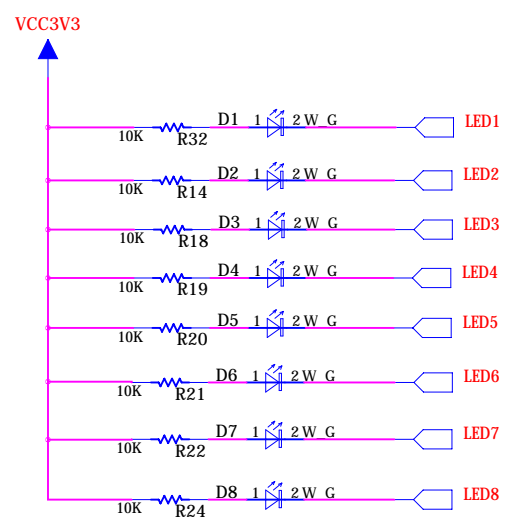 VCC3V3
10K R32 D1 1 2 W_G LED1
10K R14 D2 1 2 W_G LED2
10K R18 D3 1 2 W_G LED3
10K R19 D4 1 2 W_G LED4
10K R20 D5 1 2 W_G LED5
10K R21 D6 1 2 W_G LED6
10K R22 D7 1 2 W_G LED7
10K R24 D8 1 2 W_G LED8